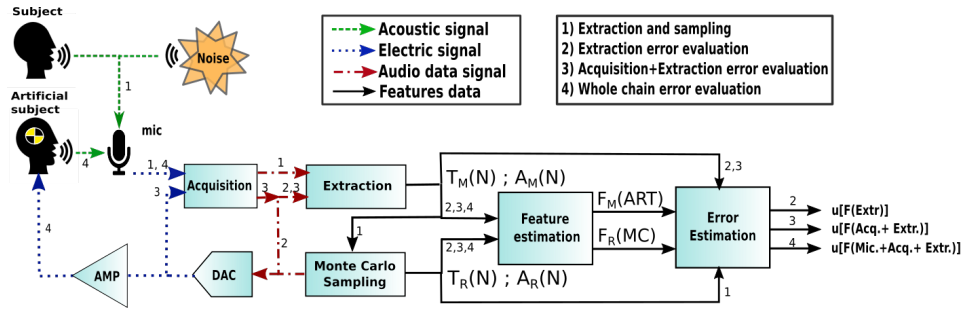 Subject
Noise
Acoustic signal
Electric signal
Audio data signal
Features data
1) Extraction and sampling
2) Extraction error evaluation
3) Acquisition+Extraction error evaluation
4) Whole chain error evaluation
1
Artificial
subject
mic
4
1, 4
3
Acquisition
1
3
2,3
Extraction
2
2,3
T_M(N) ; A_M(N)
2,3,4
1
2,3,4
Feature
estimation
F_M(ART)
F_R(MC)
Error
Estimation
2
u[F(Extr)]
3
u[F(Acq.+ Extr.)]
4
u[F(Mic.+Acq.+ Extr.)]
4
AMP
DAC
Monte Carlo
Sampling
T_R(N) ; A_R(N)
1